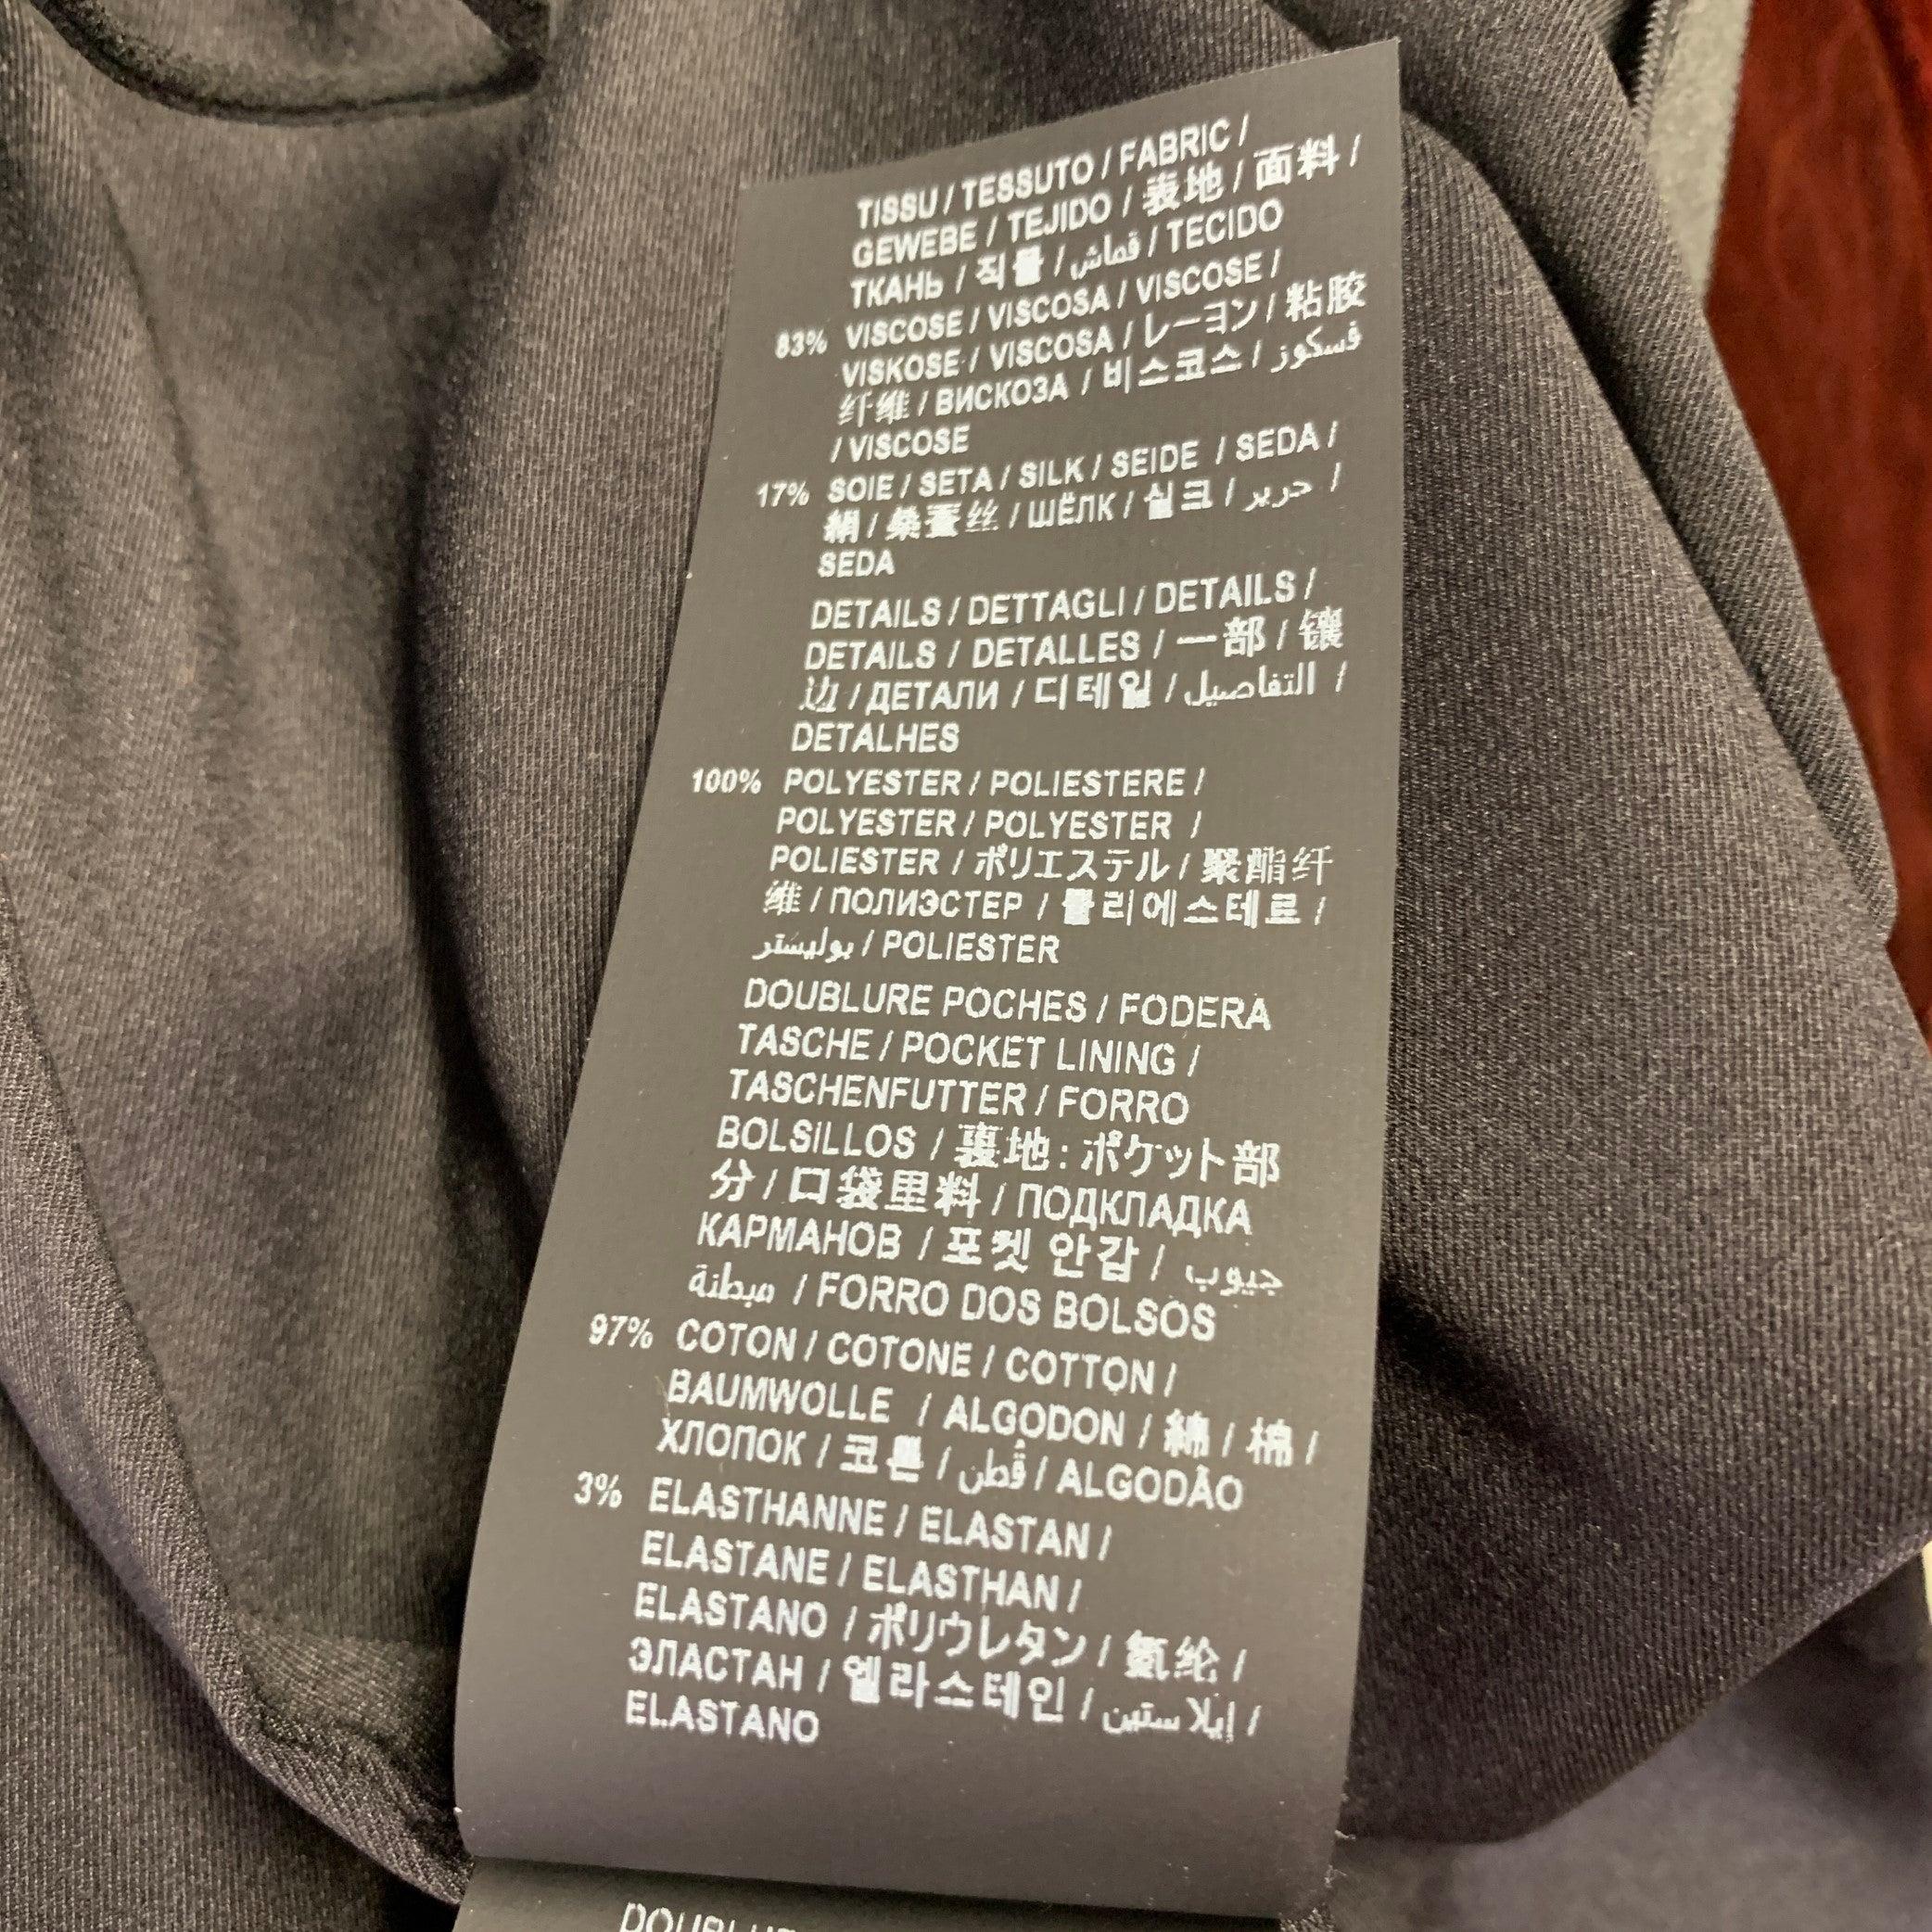 TISSU / TESSUTO / FABRIC /
GEWEBE / TEJIDO / 表地 / 面料 /
ТКАНЬ / 직물 / قماش / TECIDO
83% VISCOSE / VISCOSA / VISCOSE /
VISKOSE / VISCOSA / レーヨン / 粘胶
纤维 / ВИСКОЗА / 비스코스 / فسكوز
/ VISCOSE
17% SOIE / SETA / SILK / SEIDE / SEDA /
絹 / 桑蚕丝 / ШЁЛК / 실크 / حرير /
SEDA
DETAILS / DETTAGLI / DETAILS /
DETAILS / DETALLES / 一部 / 镶
边 / ДЕТАЛИ / 디테일 / التفاصيل /
DETALHES
100% POLYESTER / POLIESTERE /
POLYESTER / POLYESTER /
POLIESTER / ポリエステル / 聚酯纤
维 / ПОЛИЭСТЕР / 폴리에스테르 /
بوليستر / POLIESTER
DOUBLURE POCHES / FODERA
TASCHE / POCKET LINING /
TASCHENFUTTER / FORRO
BOLSILLOS / 裏地 : ポケット部
分 / 口袋里料 / ПОДКЛАДКА
КАРМАНОВ / 포켓 안감 / جيوب
مبطنة / FORRO DOS BOLSOS
97% COTON / COTONE / COTTON /
BAUMWOLLE / ALGODON / 綿 / 棉 /
ХЛОПОК / 코튼 / قطن / ALGODÃO
3% ELASTHANNE / ELASTAN /
ELASTANE / ELASTHAN /
ELASTANO / ポリウレタン / 氨纶 /
ЭЛАСТАН / 엘라스테인 / إيلاستين /
ELASTANO